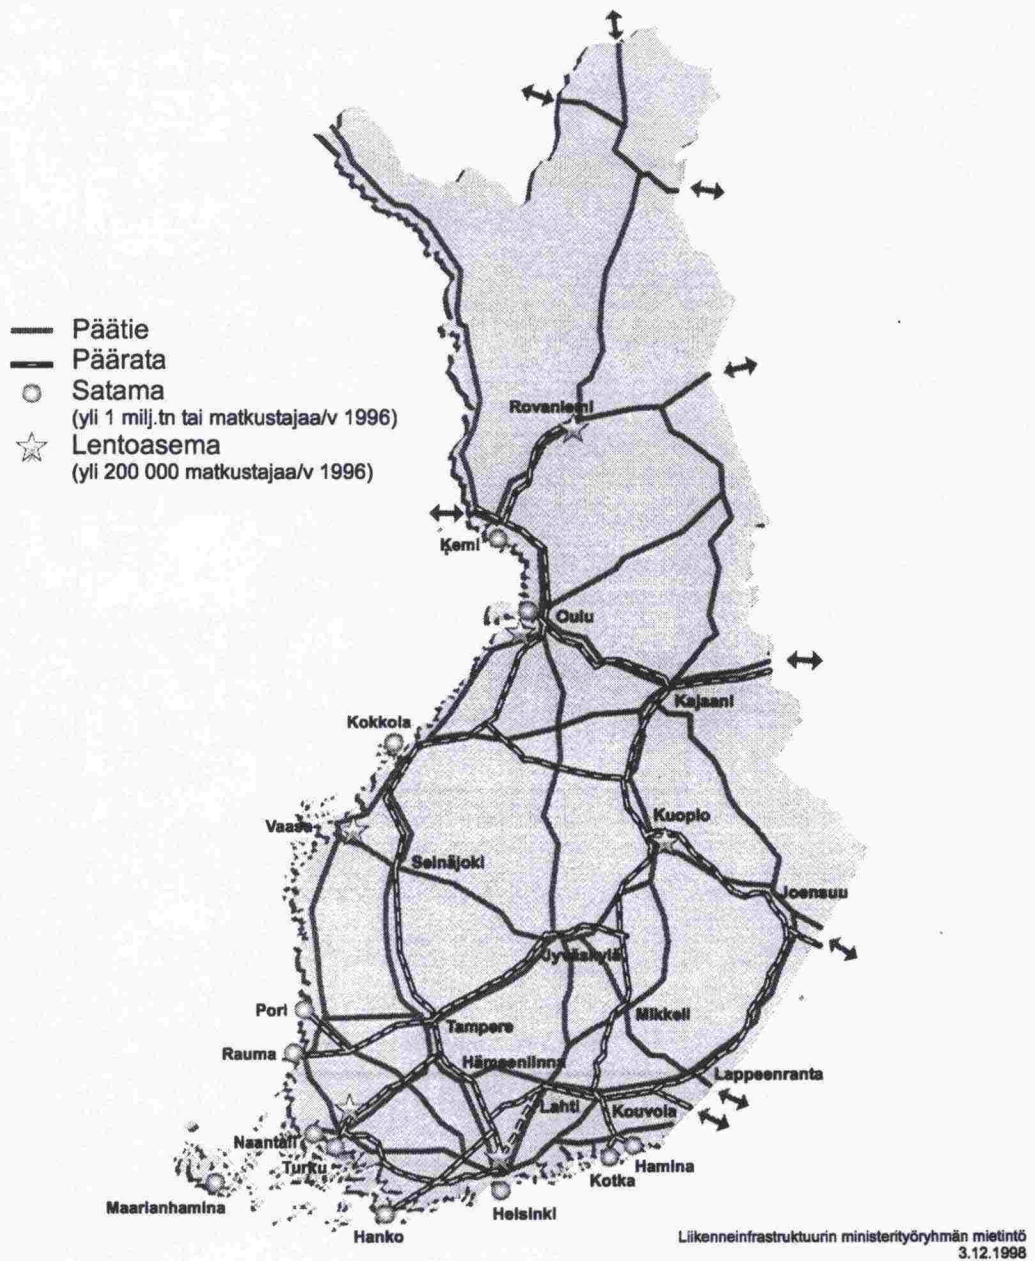 Päätie
Päärata
Satama
(yli 1 milj.tn tai matkustajaa/v 1996)
Lentoasema
(yli 200 000 matkustajaa/v 1996)
Rovaniemi
Kemi
Oulu
Kajaani
Kokkola
Vaasa
Kuopio
Seinäjoki
Joensuu
Jyväskylä
Pori
Mikkeli
Tampere
Rauma
Hämeenlinna
Lappeenranta
Lahti
Kouvola
Naantali
Turku
Hamina
Kotka
Maarianhamina
Helsinki
Hanko
Liikenneinfrastruktuurin ministerityöryhmän mietintö
3.12.1998